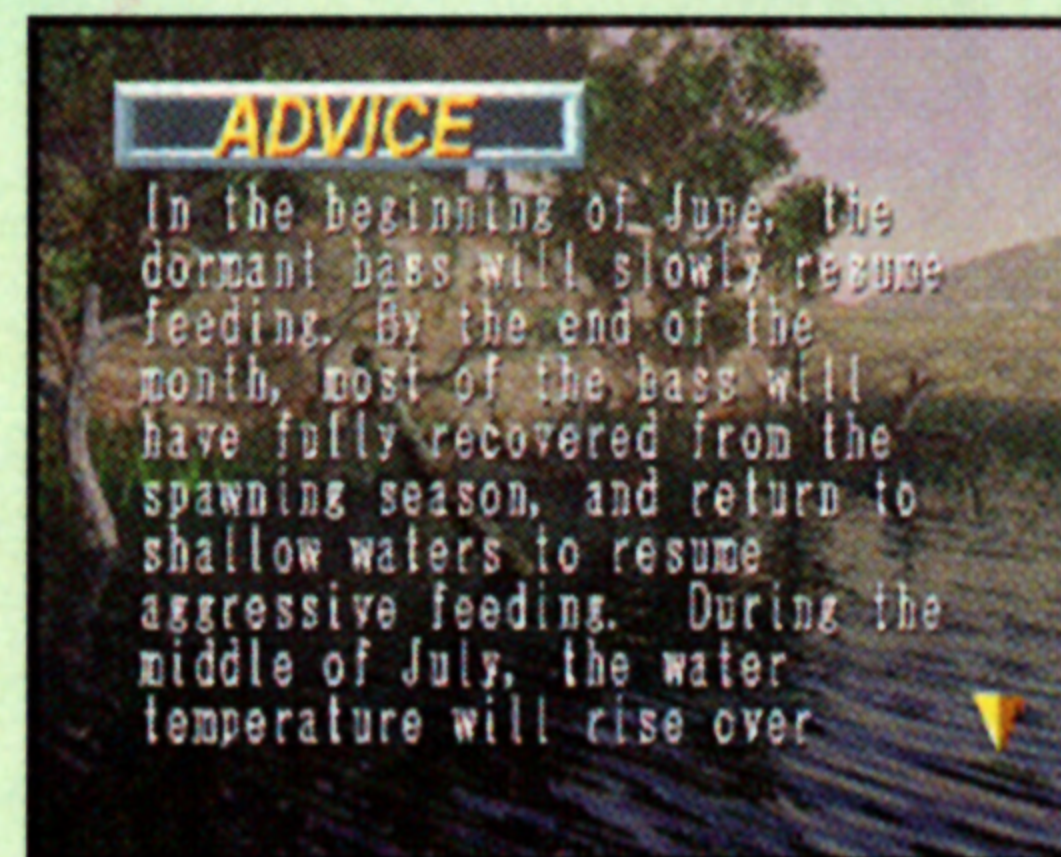 ADVICE
In the beginning of June, the
dormant bass will slowly resume
feeding. By the end of the
month, most of the bass will
have fully recovered from the
spawning season, and return to
shallow waters to resume
aggressive feeding.  During the
middle of July, the water
temperature will rise over